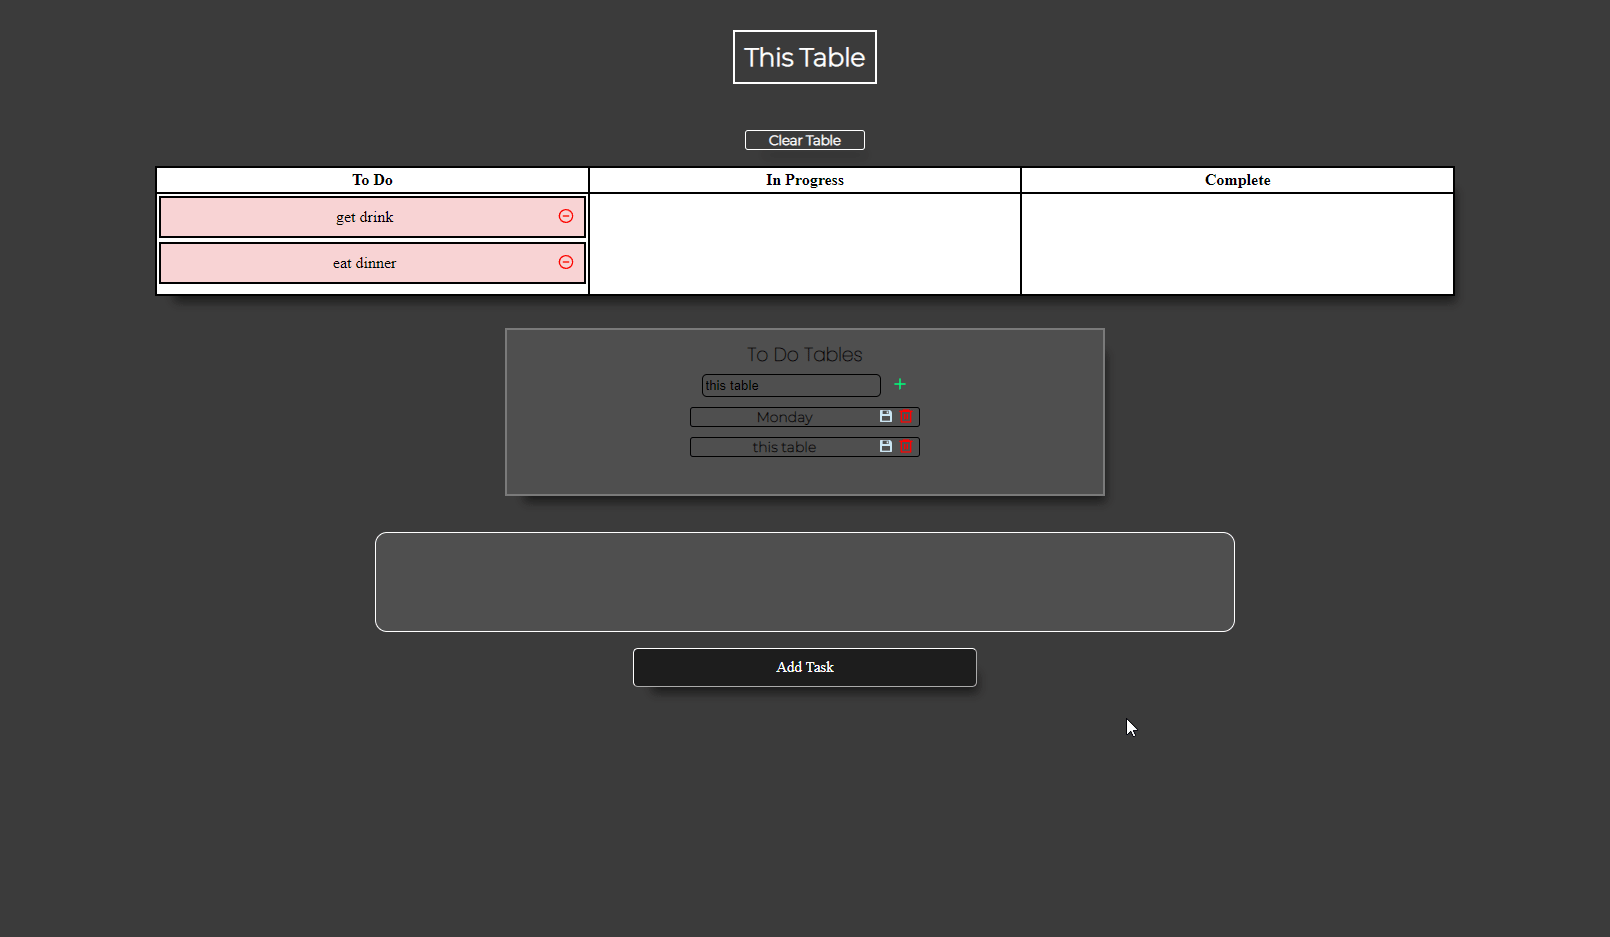 This Table
Clear Table
To Do In Progress Complete
get drink
eat dinner
To Do Tables
this table
Monday
this table
Add Task